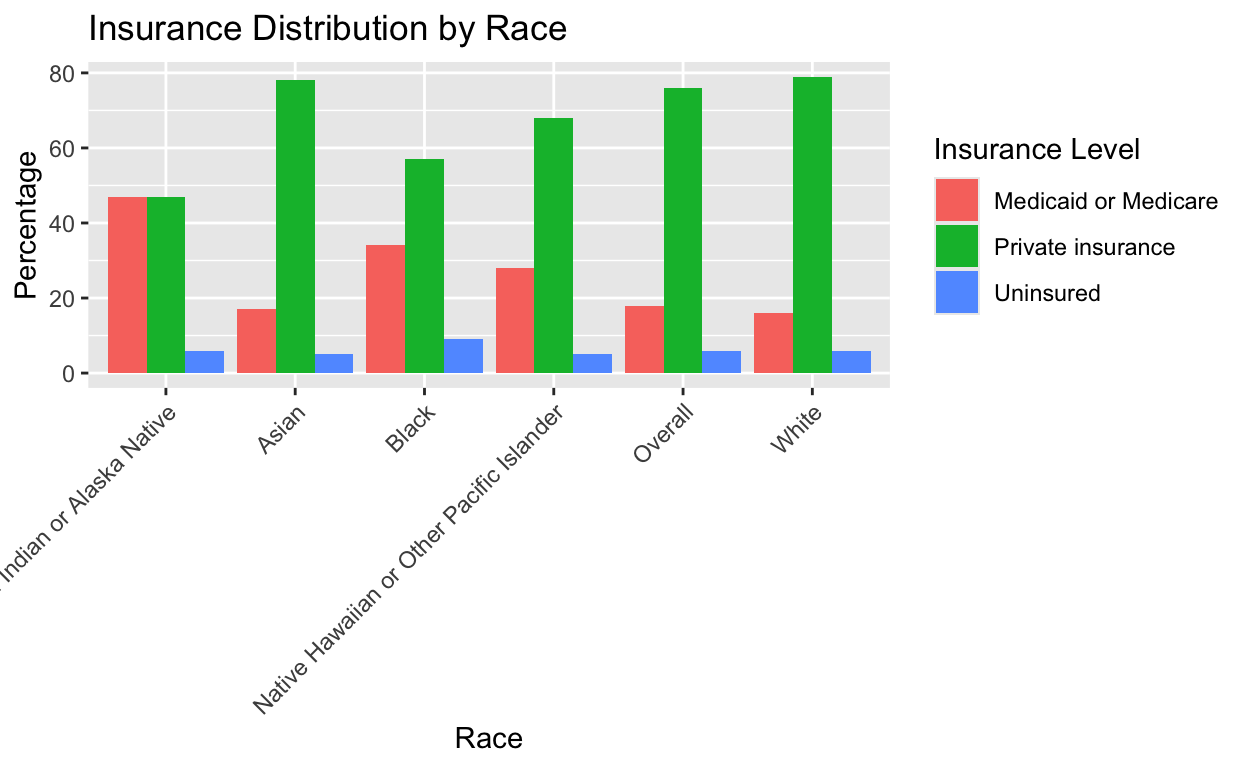 Insurance Distribution by Race
Percentage
80
60
40
20
0
Indian or Alaska Native
Asian
Black
Native Hawaiian or Other Pacific Islander
Overall
White
Race
Insurance Level
Medicaid or Medicare
Private insurance
Uninsured